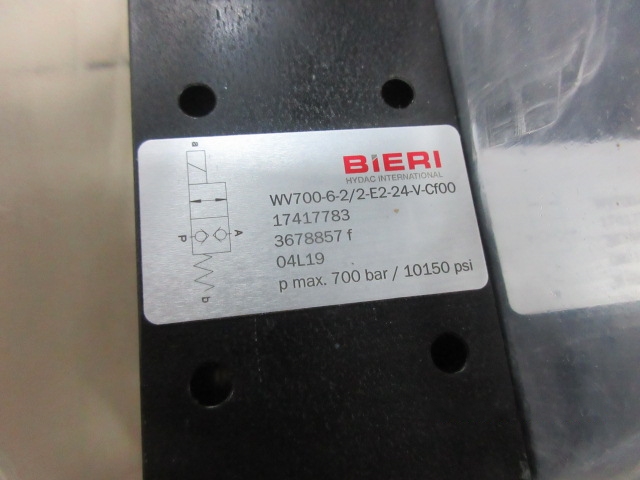 a
P
A
b
BIERI
HYDAC INTERNATIONAL
WV700-6-2/2-E2-24-V-Cf00
17417783
3678857 f
04L19
p max. 700 bar / 10150 psi